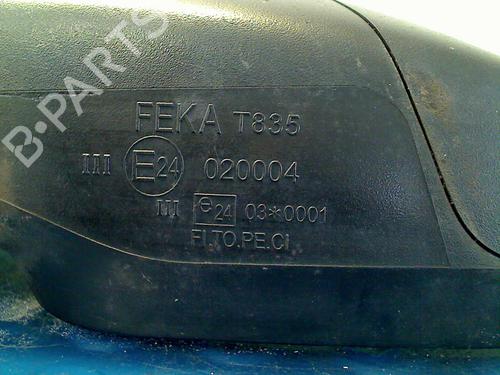 B-PARTS
FEKA T835
III E24 020004
III e24 03*0001
FI.TO.PE.CI